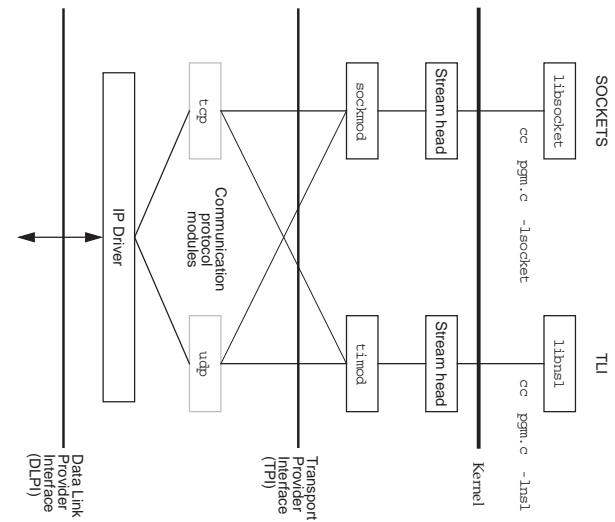 SOCKETS
TLI
libsocket
libnsl
cc pgm.c -lsocket
cc pgm.c -lnsl
Kernel
Stream head
Stream head
sockmod
timod
Transport
Provider
Interface
(TPI)
tcp
Communication
protocol
modules
udp
IP Driver
Data Link
Provider
Interface
(DLPI)